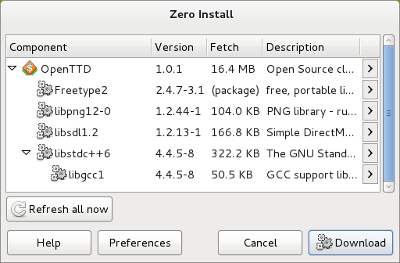 Zero Install
Component Version Fetch Description
OpenTTD 1.0.1 16.4 MB Open Source cl...
Freetype2 2.4.7-3.1 (package) free, portable li...
libpng12-0 1.2.44-1 104.0 KB PNG library - ru...
libsdl1.2 1.2.13-1 166.8 KB Simple DirectM...
libstdc++6 4.4.5-8 322.2 KB The GNU Stand...
libgcc1 4.4.5-8 50.5 KB GCC support lib...
Refresh all now
Help Preferences Cancel Download